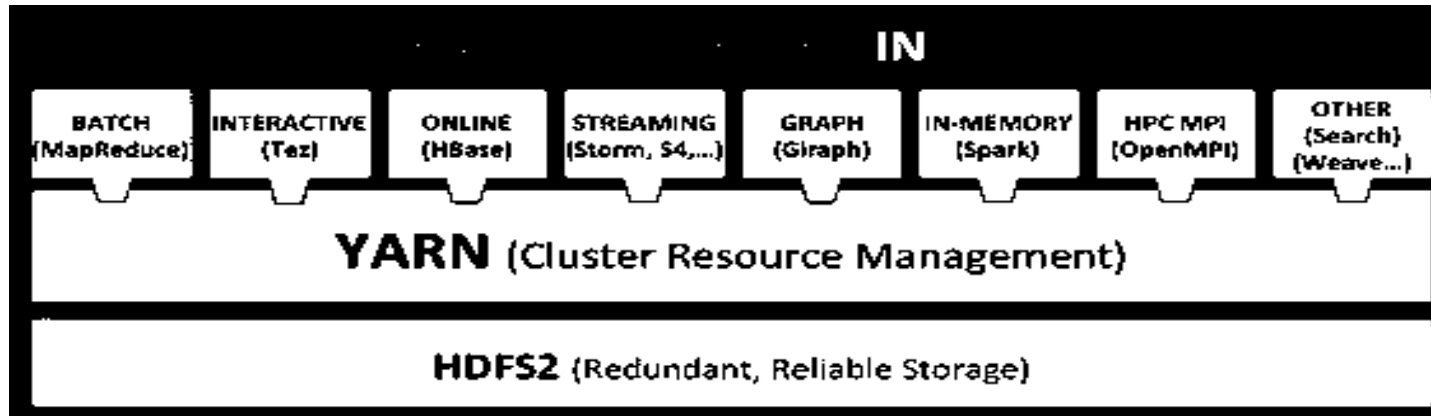 IN
BATCH
(MapReduce)
INTERACTIVE
(Tez)
ONLINE
(HBase)
STREAMING
(Storm, S4,...)
GRAPH
(Giraph)
IN-MEMORY
(Spark)
HPC MPI
(OpenMPI)
OTHER
(Search)
(Weave...)
YARN (Cluster Resource Management)
HDFS2 (Redundant, Reliable Storage)